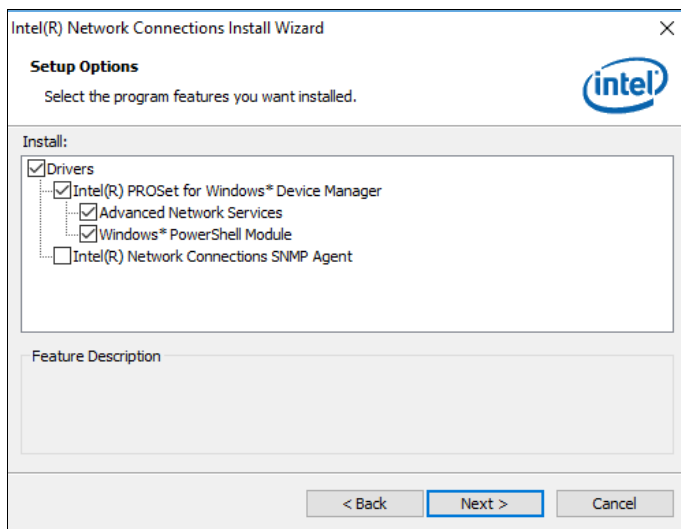 Intel(R) Network Connections Install Wizard
Setup Options
Select the program features you want installed.
intel
Install:
Drivers
Intel(R) PROSet for Windows* Device Manager
Advanced Network Services
Windows* PowerShell Module
Intel(R) Network Connections SNMP Agent
Feature Description
< Back Next > Cancel